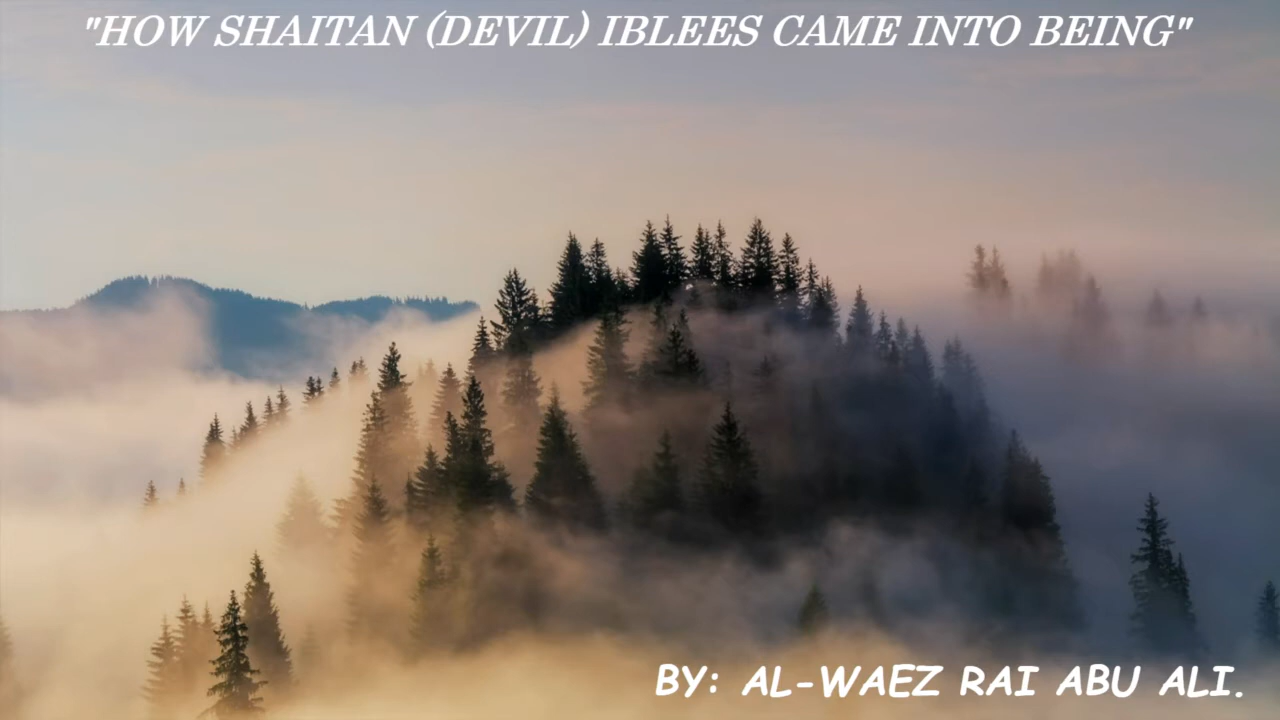 "HOW SHAITAN (DEVIL) IBLEES CAME INTO BEING"
BY: AL-WAEZ RAI ABU ALI.